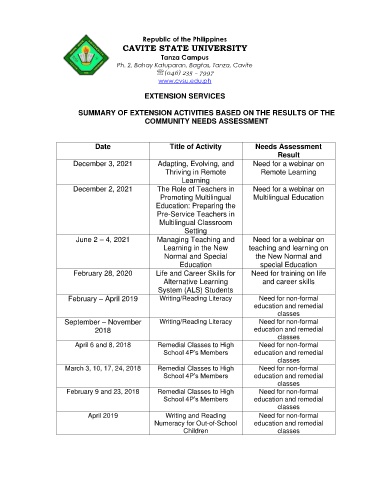 Republic of the Philippines
CAVITE STATE UNIVERSITY
Tanza Campus
Ph. 2, Bahay Katuparan, Bagtas, Tanza, Cavite
☎(046) 235 - 7997
www.cvsu.edu.ph
EXTENSION SERVICES
SUMMARY OF EXTENSION ACTIVITIES BASED ON THE RESULTS OF THE
COMMUNITY NEEDS ASSESSMENT
Date Title of Activity Needs Assessment
Result
December 3, 2021 Adapting, Evolving, and Need for a webinar on
Thriving in Remote Remote Learning
Learning
December 2, 2021 The Role of Teachers in Need for a webinar on
Promoting Multilingual Multilingual Education
Education: Preparing the
Pre-Service Teachers in
Multilingual Classroom
Setting
June 2 – 4, 2021 Managing Teaching and Need for a webinar on
Learning in the New teaching and learning on
Normal and Special the New Normal and
Education special Education
February 28, 2020 Life and Career Skills for Need for training on life
Alternative Learning and career skills
System (ALS) Students
February – April 2019 Writing/Reading Literacy Need for non-formal
education and remedial
classes
September – November Writing/Reading Literacy Need for non-formal
2018 education and remedial
classes
April 6 and 8, 2018 Remedial Classes to High Need for non-formal
School 4P's Members education and remedial
classes
March 3, 10, 17, 24, 2018 Remedial Classes to High Need for non-formal
School 4P's Members education and remedial
classes
February 9 and 23, 2018 Remedial Classes to High Need for non-formal
School 4P's Members education and remedial
classes
April 2019 Writing and Reading Need for non-formal
Numeracy for Out-of-School education and remedial
Children classes